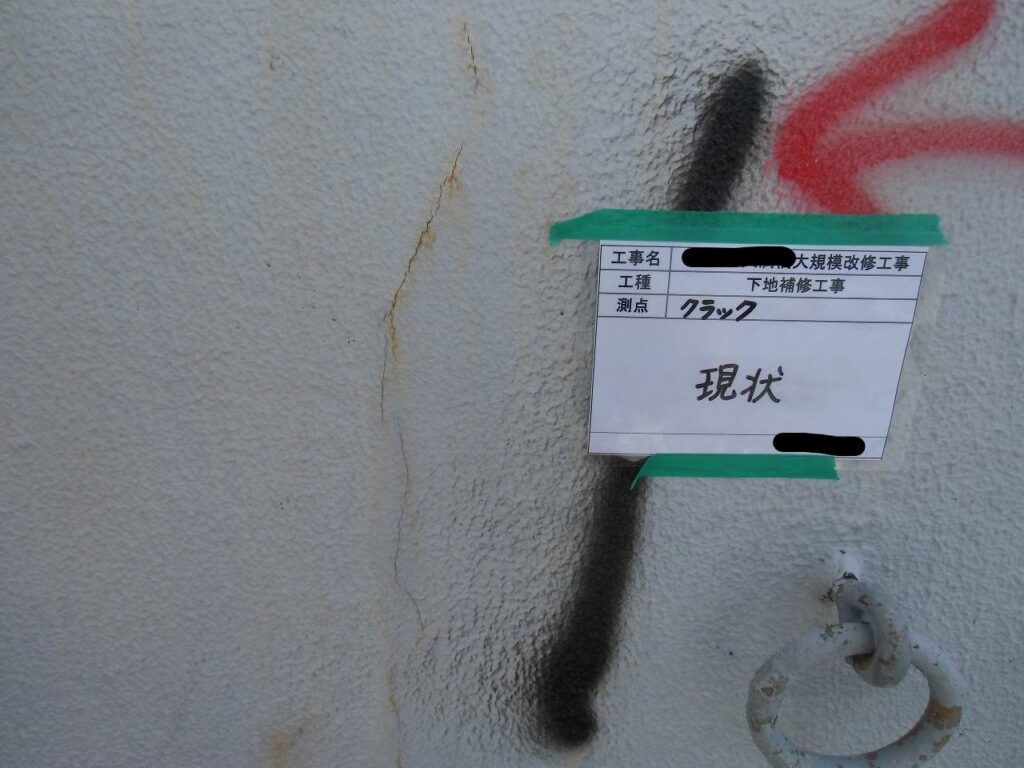 工事名 大規模改修工事
工種 下地補修工事
測点 クラック
現状